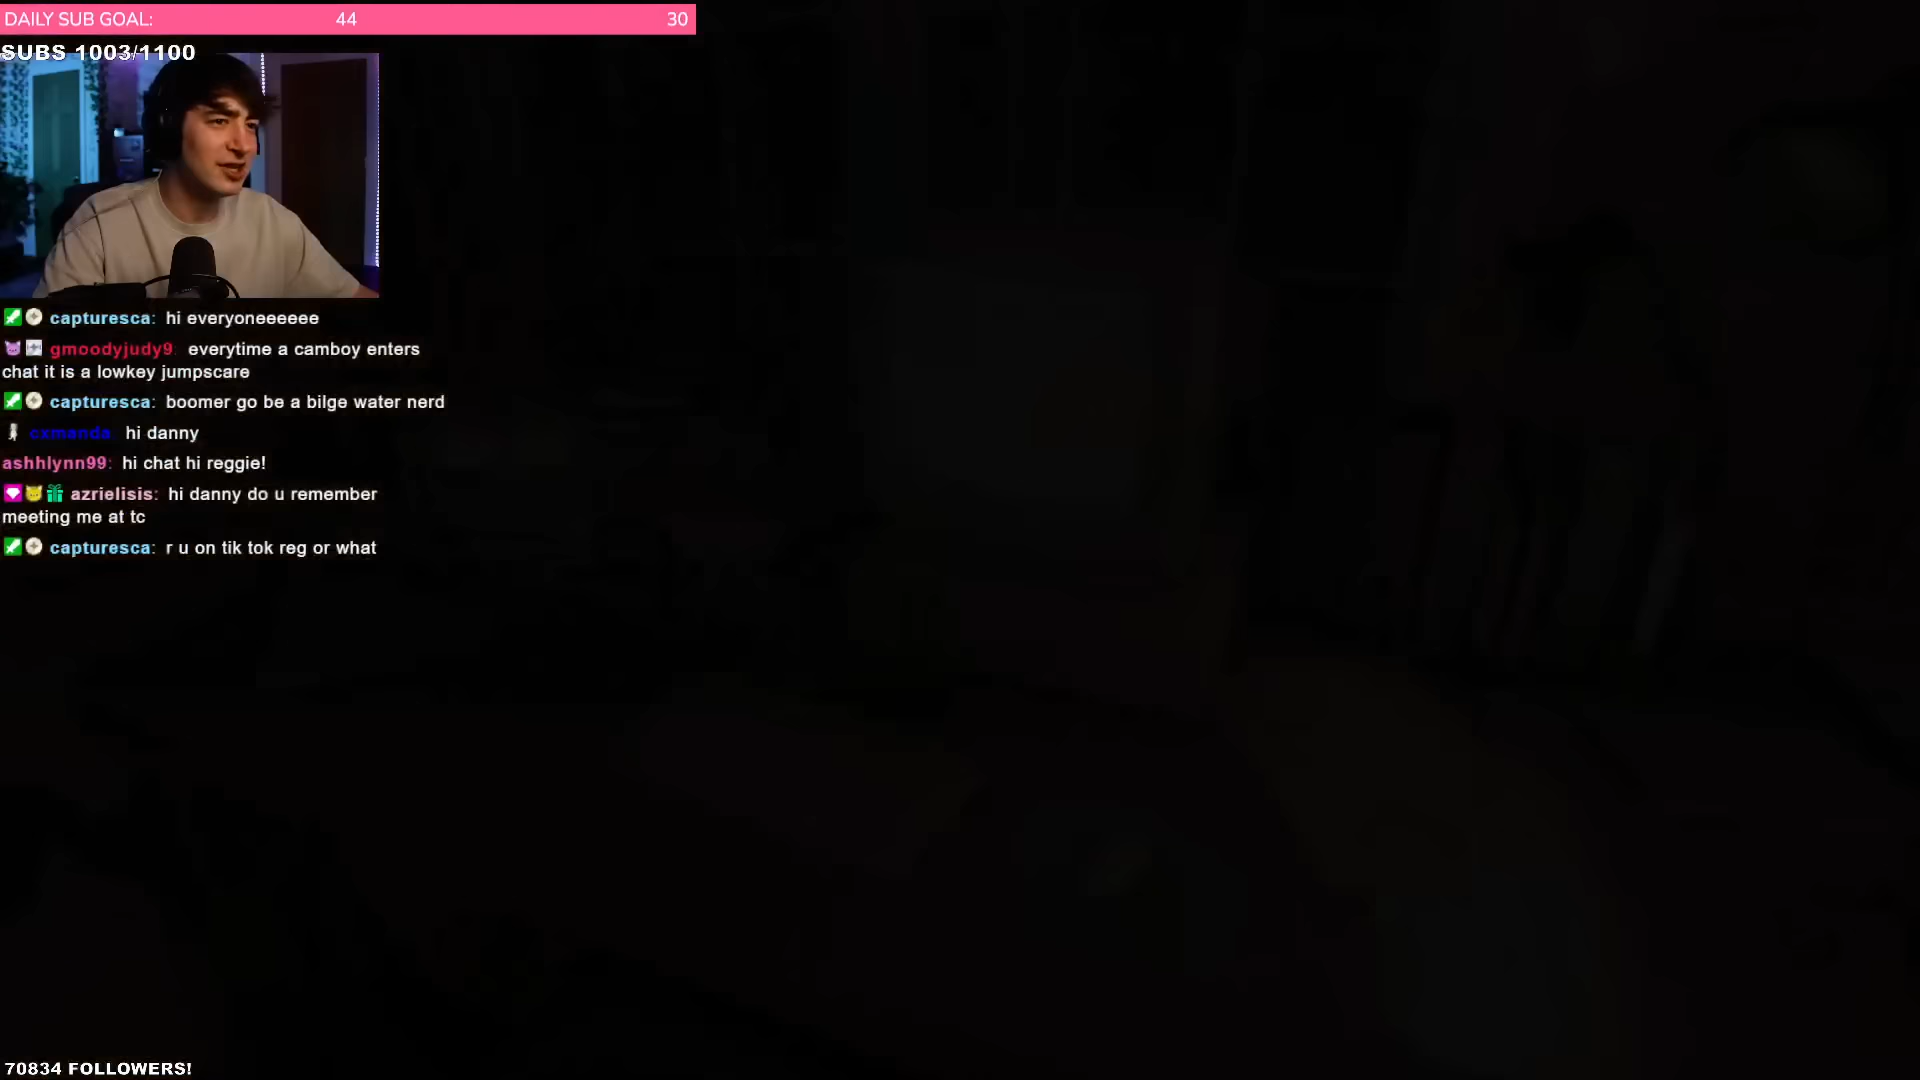 DAILY SUB GOAL: 44 30
SUBS 1003/1100
capturesca: hi everyoneeeeee
gmoodyjudy9: everytime a camboy enters
chat it is a lowkey jumpscare
capturesca: boomer go be a bilge water nerd
cxmanda: hi danny
ashhlynn99: hi chat hi reggie!
azrielisis: hi danny do u remember
meeting me at tc
capturesca: r u on tik tok reg or what
70834 FOLLOWERS!